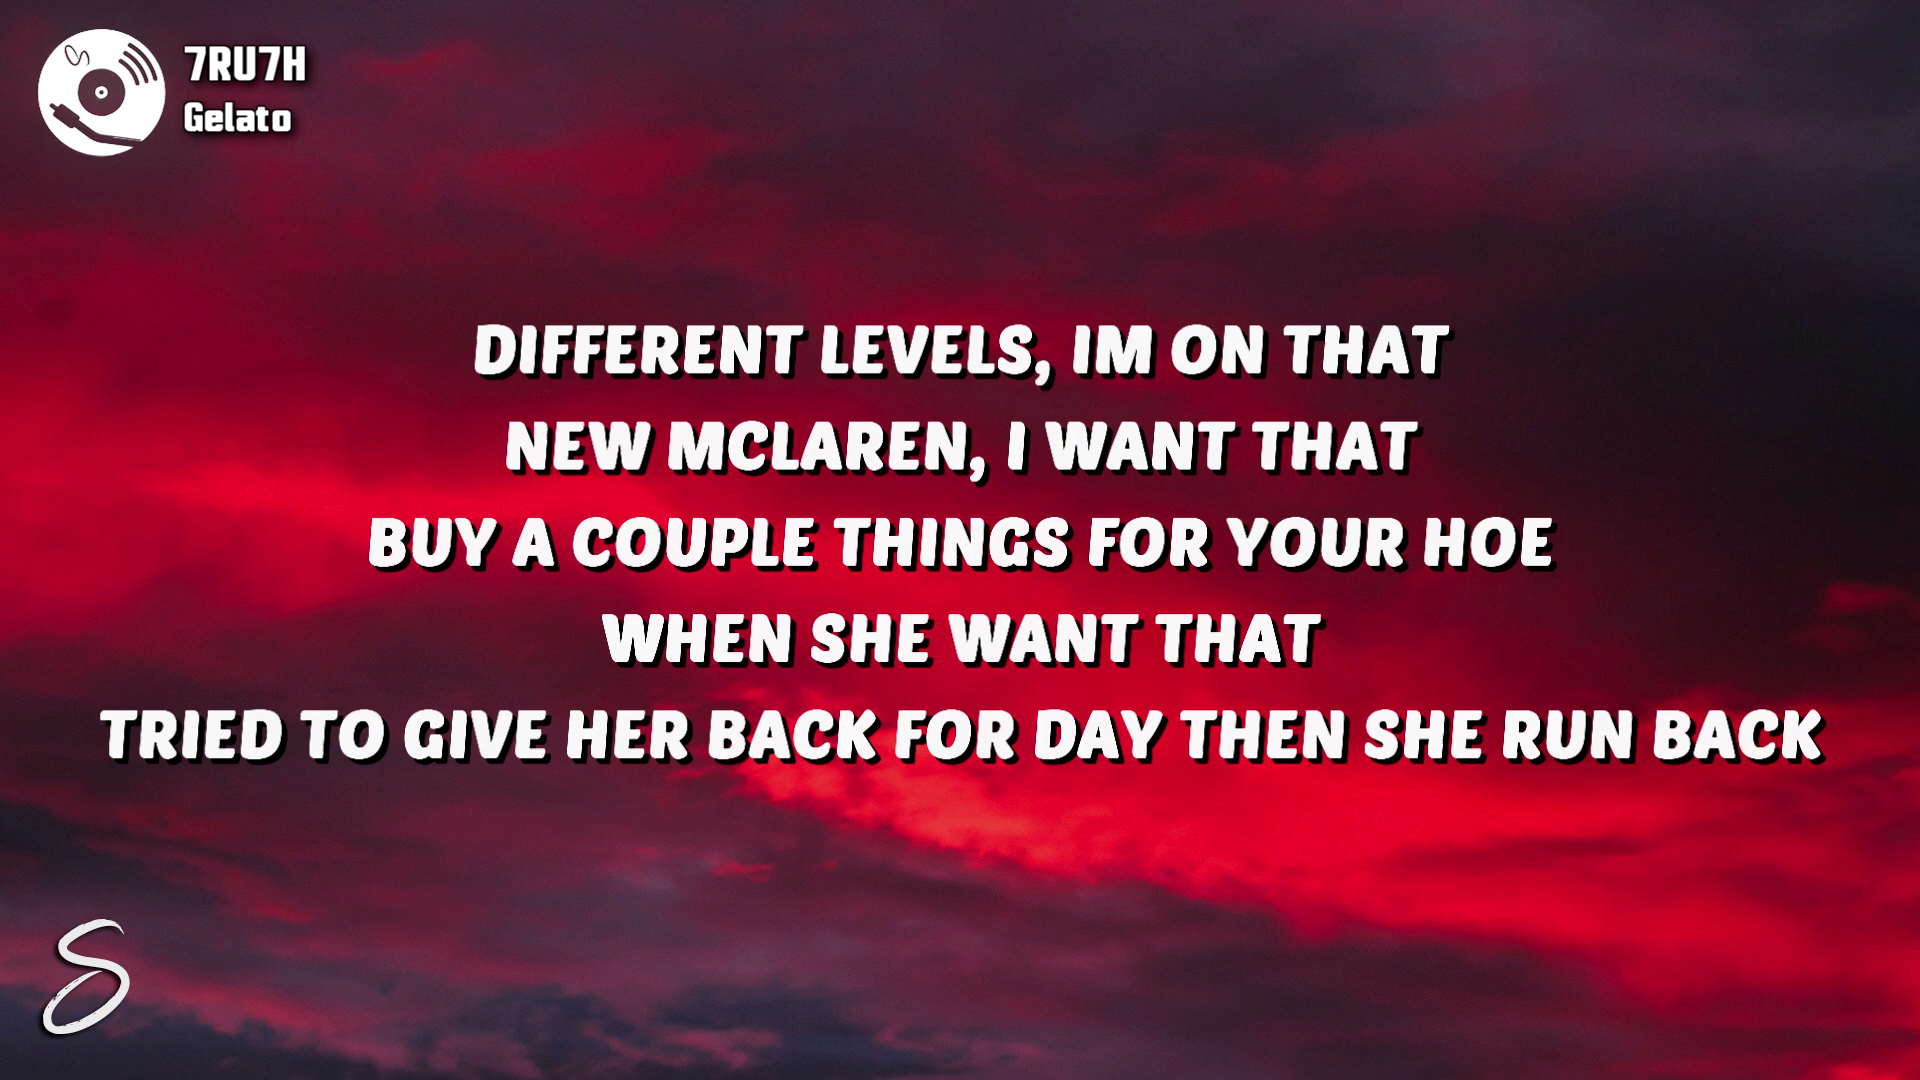 7RU7H
Gelato
DIFFERENT LEVELS, IM ON THAT
NEW MCLAREN, I WANT THAT
BUY A COUPLE THINGS FOR YOUR HOE
WHEN SHE WANT THAT
TRIED TO GIVE HER BACK FOR DAY THEN SHE RUN BACK
S